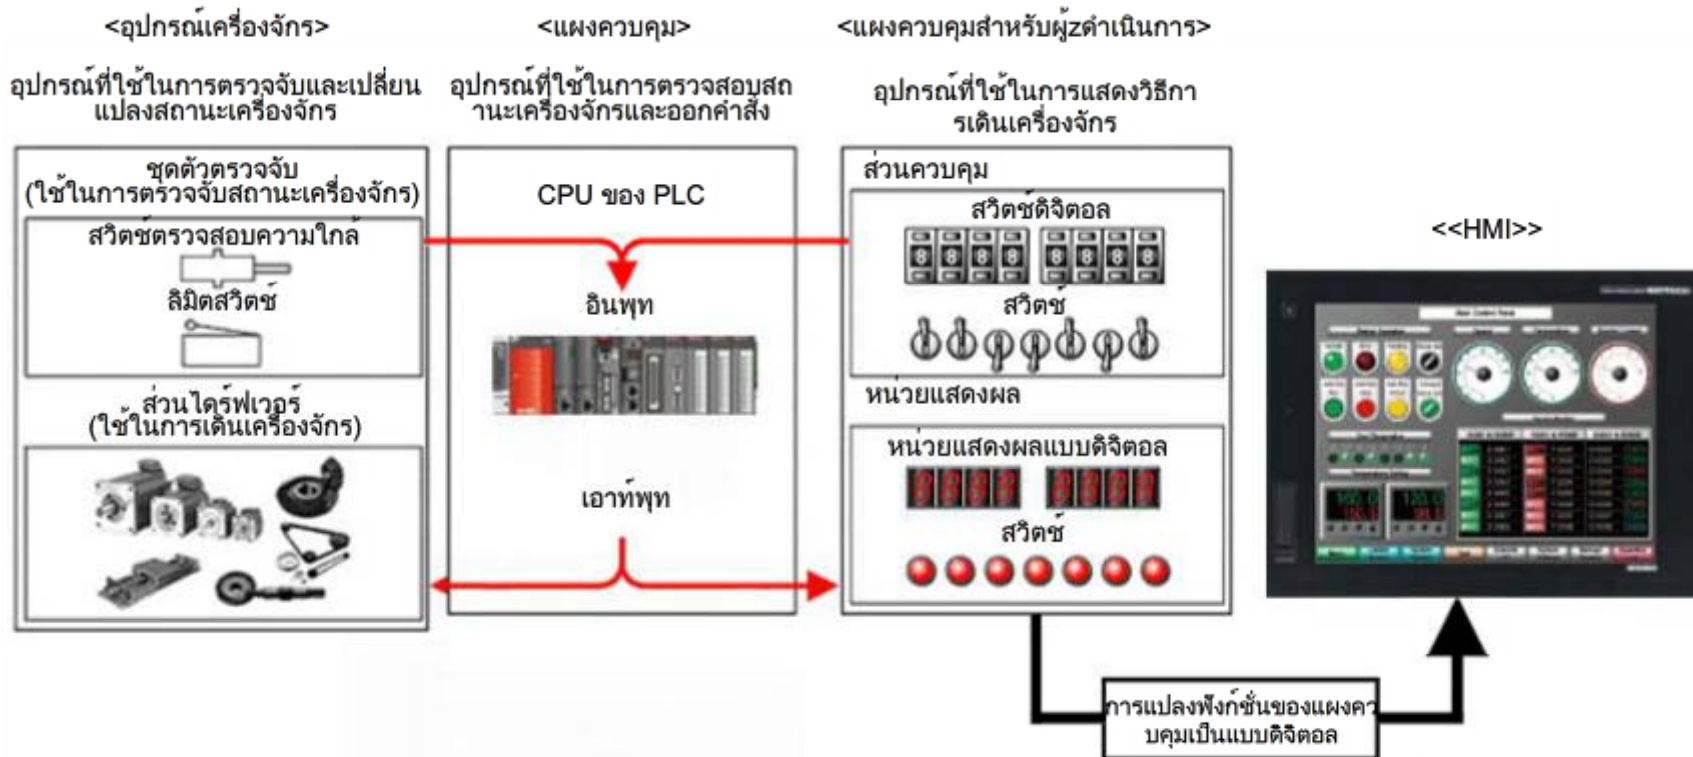 <อุปกรณ์เครื่องจักร>
อุปกรณ์ที่ใช้ในการตรวจจับและเปลี่ยน
แปลงสถานะเครื่องจักร
ชุดตัวตรวจจับ
(ใช้ในการตรวจจับสถานะเครื่องจักร)
สวิตช์ตรวจสอบความใกล้
ลิมิตสวิตช์
ส่วนไดร์ฟเวอร์
(ใช้ในการเดินเครื่องจักร)
<แผงควบคุม>
อุปกรณ์ที่ใช้ในการตรวจสอบสถ
านะเครื่องจักรและออกคำสั่ง
CPU ของ PLC
อินพุท
เอาท์พุท
<แผงควบคุมสำหรับผู้zดำเนินการ>
อุปกรณ์ที่ใช้ในการแสดงวิธีกา
รเดินเครื่องจักร
ส่วนควบคุม
สวิตช์ดิจิตอล
สวิตช์
หน่วยแสดงผล
หน่วยแสดงผลแบบดิจิตอล
สวิตช์
<<HMI>>
Main Control Panel
การแปลงฟังก์ชั่นของแผงคว
บคุมเป็นแบบดิจิตอล